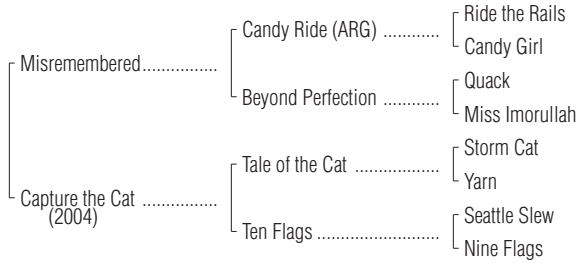 Ride the Rails
Candy Ride (ARG) ............
Candy Girl
Misremembered................
Quack
Beyond Perfection ............
Miss Imorullah
Storm Cat
Tale of the Cat ..................
Yarn
Capture the Cat ................
(2004)
Seattle Slew
Ten Flags ..........................
Nine Flags